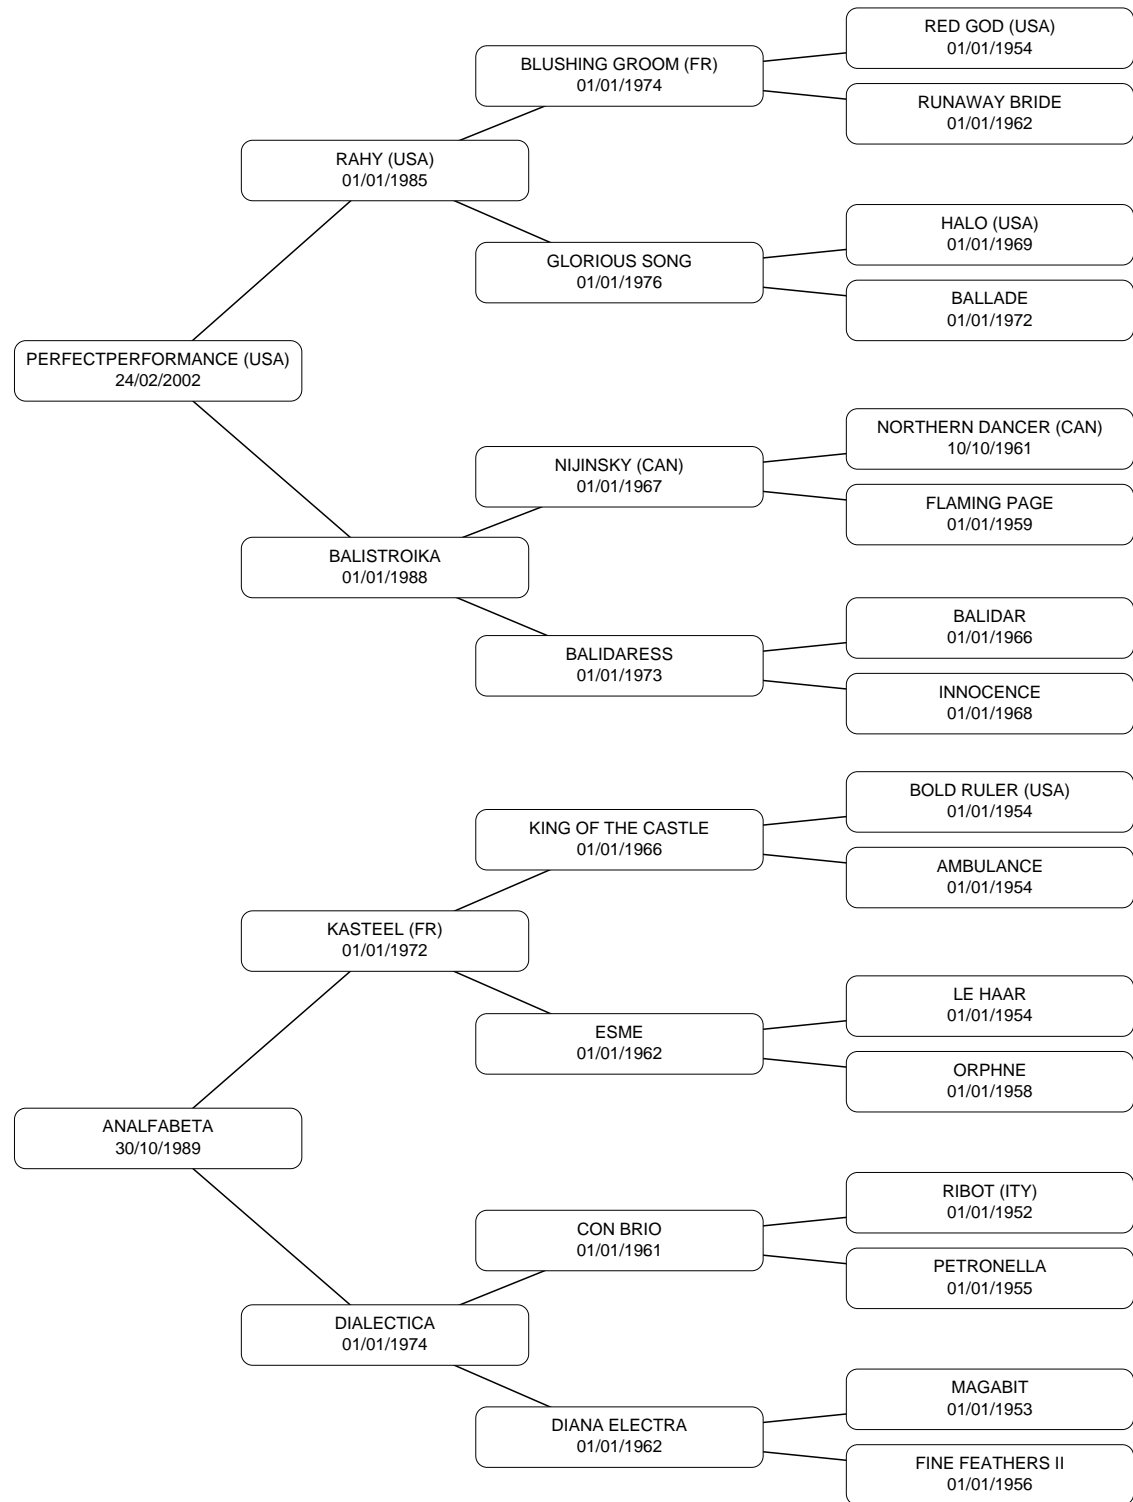 RED GOD (USA)
01/01/1954
BLUSHING GROOM (FR)
01/01/1974
RUNAWAY BRIDE
01/01/1962
RAHY (USA)
01/01/1985
HALO (USA)
01/01/1969
GLORIOUS SONG
01/01/1976
BALLADE
01/01/1972
PERFECTPERFORMANCE (USA)
24/02/2002
NORTHERN DANCER (CAN)
10/10/1961
NIJINSKY (CAN)
01/01/1967
FLAMING PAGE
01/01/1959
BALISTROIKA
01/01/1988
BALIDAR
01/01/1966
BALIDARESS
01/01/1973
INNOCENCE
01/01/1968
BOLD RULER (USA)
01/01/1954
KING OF THE CASTLE
01/01/1966
AMBULANCE
01/01/1954
KASTEEL (FR)
01/01/1972
LE HAAR
01/01/1954
ESME
01/01/1962
ORPHNE
01/01/1958
ANALFABETA
30/10/1989
RIBOT (ITY)
01/01/1952
CON BRIO
01/01/1961
PETRONELLA
01/01/1955
DIALECTICA
01/01/1974
MAGABIT
01/01/1953
DIANA ELECTRA
01/01/1962
FINE FEATHERS II
01/01/1956